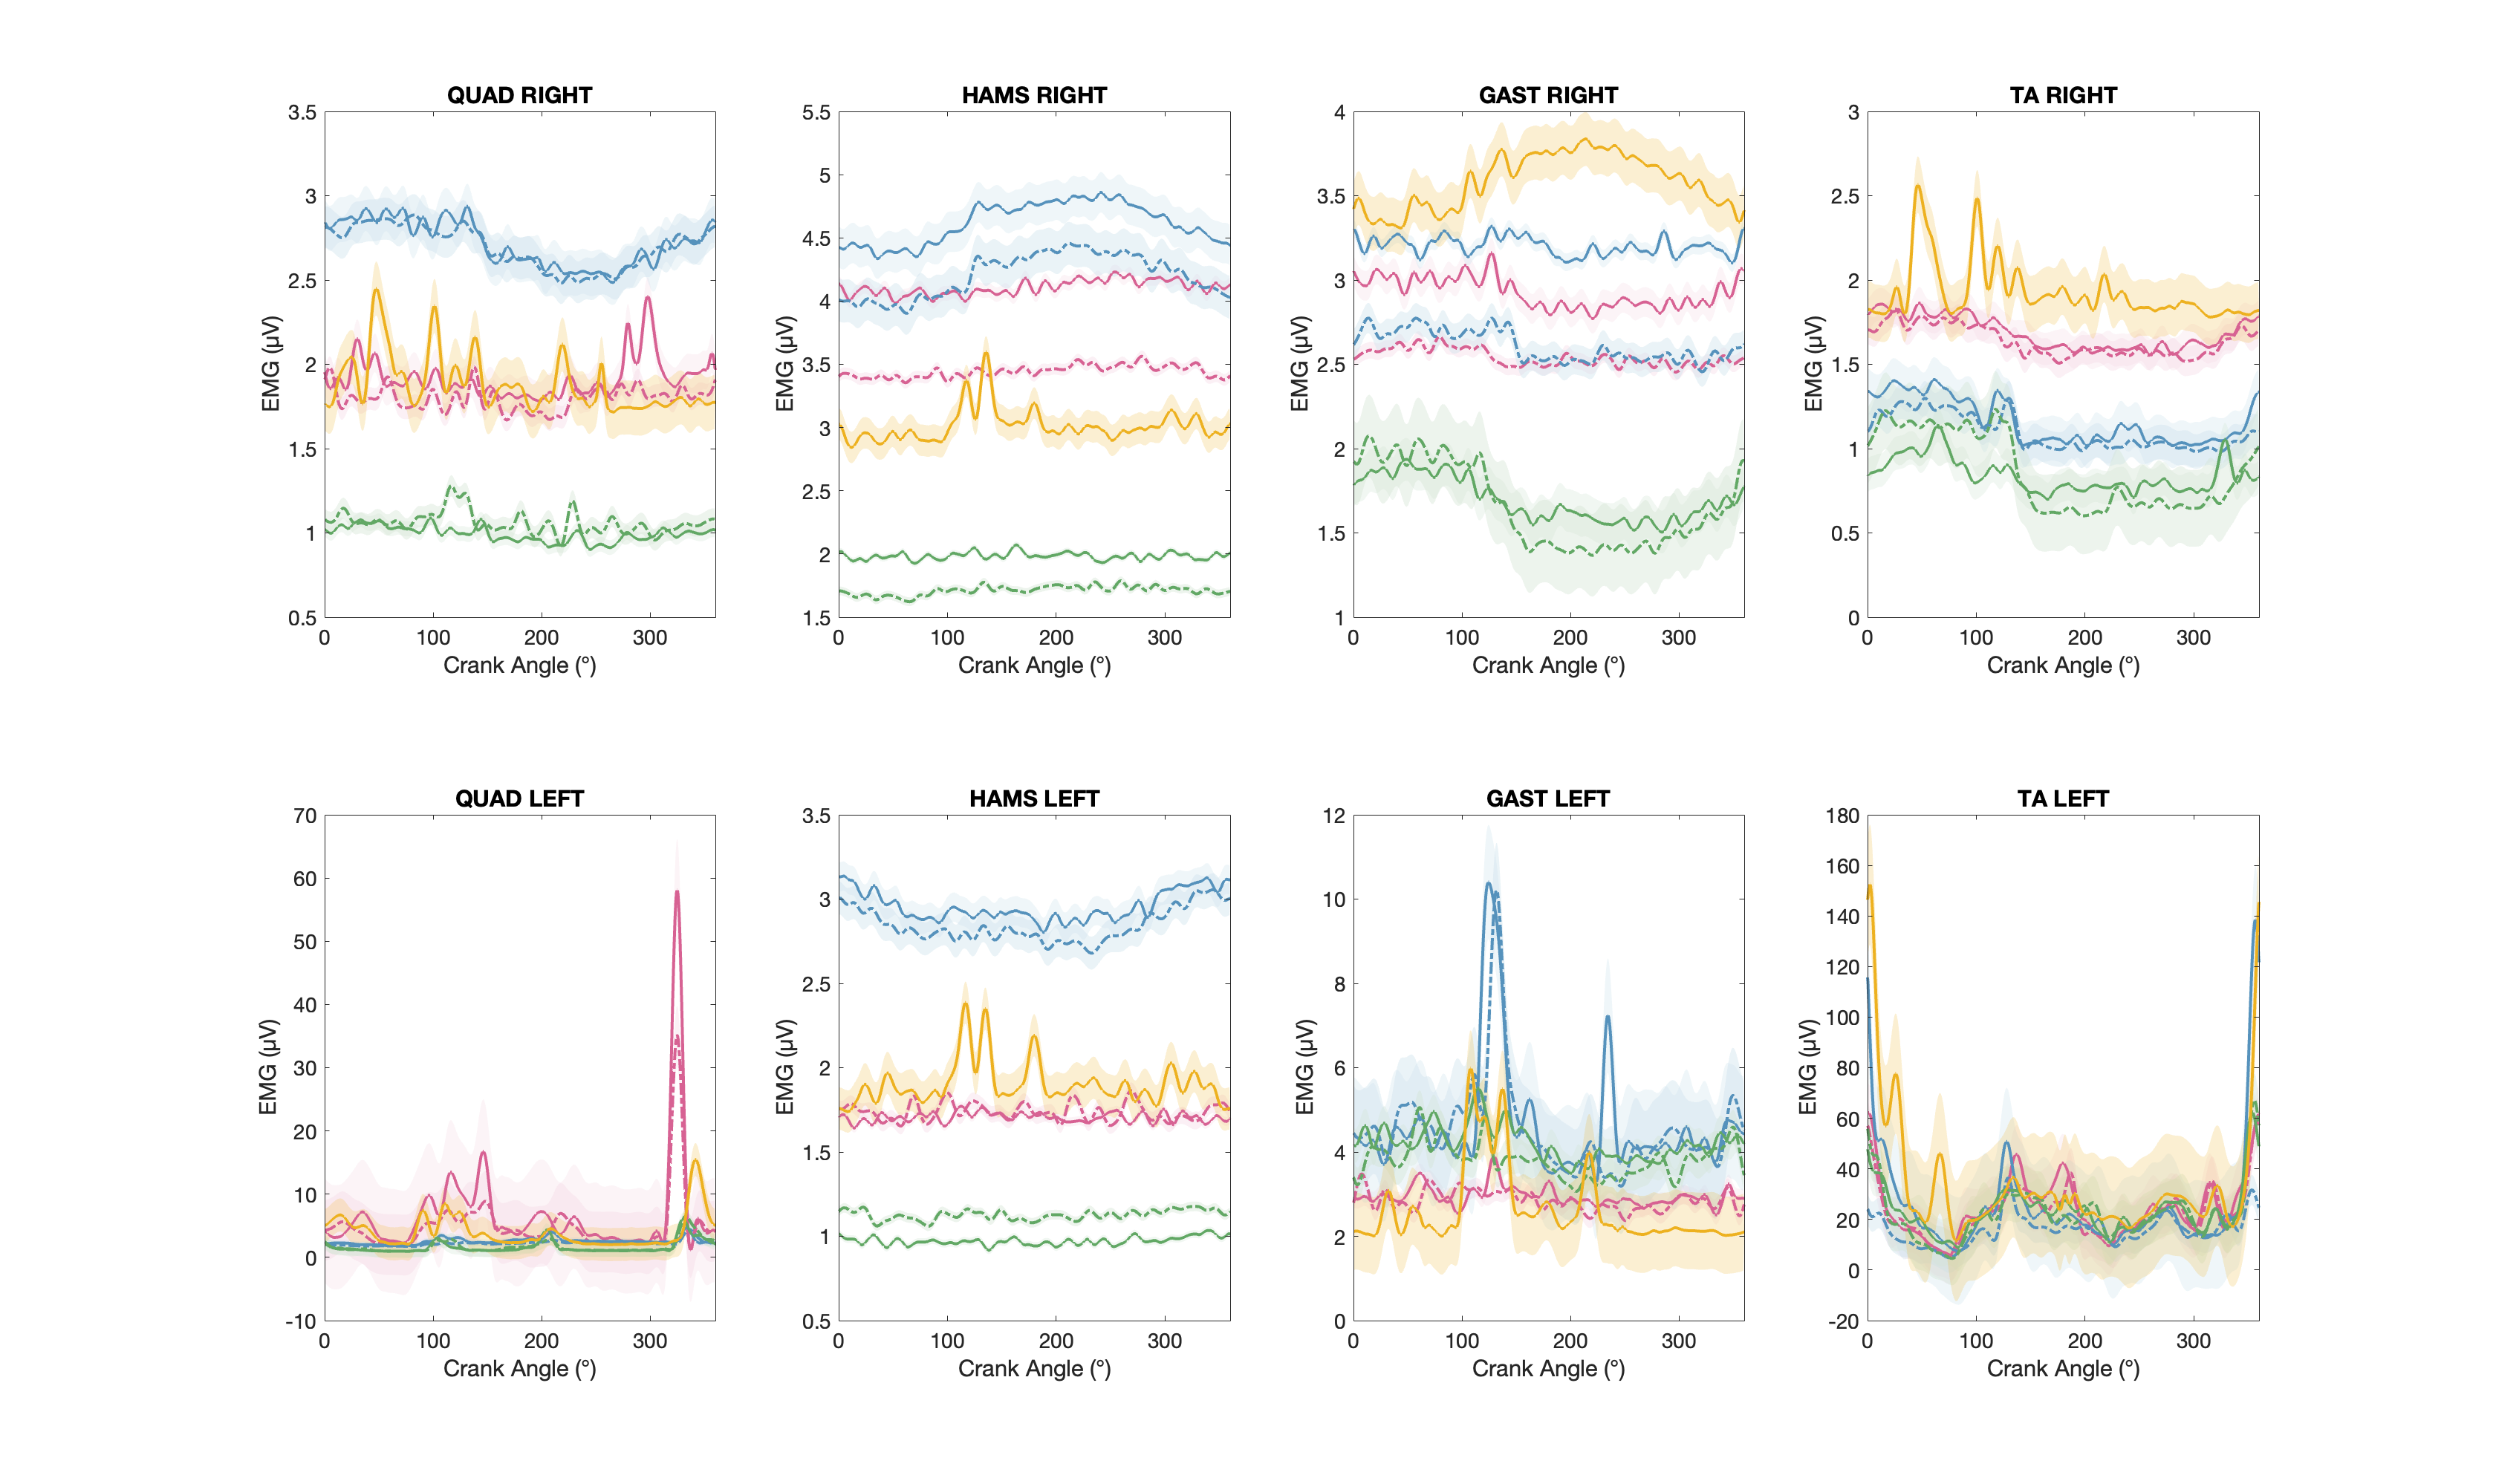 QUAD RIGHT
3.5
3
2.5
2
1.5
1
0.5
EMG (µV)
0 100 200 300
Crank Angle (°)
HAMS RIGHT
5.5
5
4.5
4
3.5
3
2.5
2
1.5
EMG (µV)
0 100 200 300
Crank Angle (°)
GAST RIGHT
4
3.5
3
2.5
2
1.5
1
EMG (µV)
0 100 200 300
Crank Angle (°)
TA RIGHT
3
2.5
2
1.5
1
0.5
0
EMG (µV)
0 100 200 300
Crank Angle (°)
QUAD LEFT
70
60
50
40
30
20
10
0
-10
EMG (µV)
0 100 200 300
Crank Angle (°)
HAMS LEFT
3.5
3
2.5
2
1.5
1
0.5
EMG (µV)
0 100 200 300
Crank Angle (°)
GAST LEFT
12
10
8
6
4
2
0
EMG (µV)
0 100 200 300
Crank Angle (°)
TA LEFT
180
160
140
120
100
80
60
40
20
0
-20
EMG (µV)
0 100 200 300
Crank Angle (°)